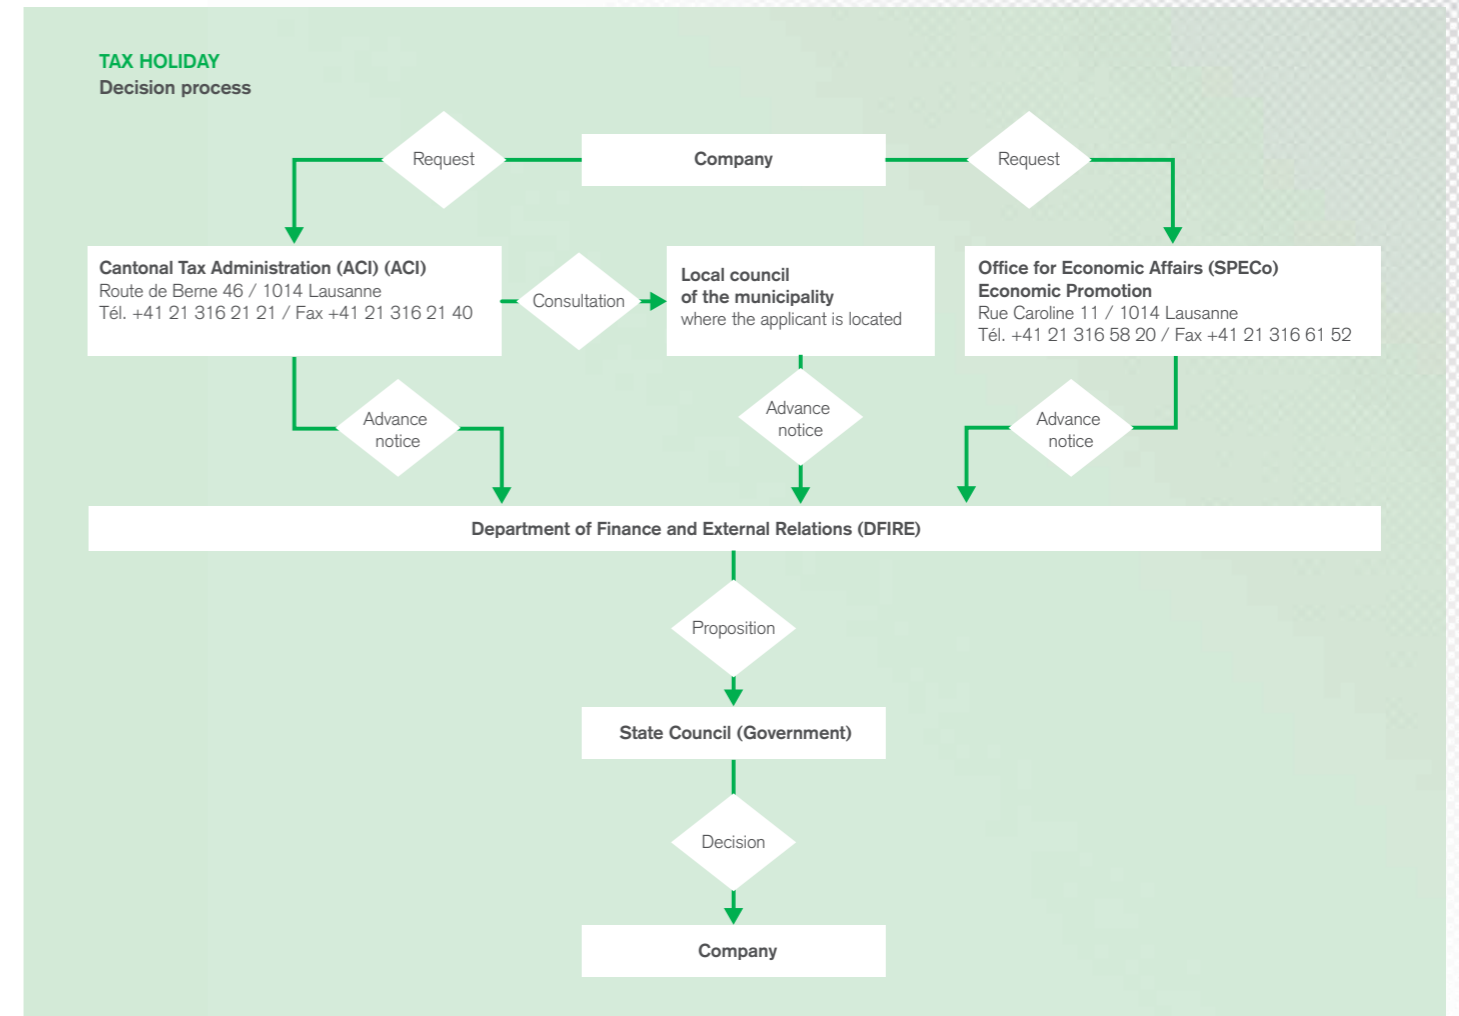 TAX HOLIDAY
Decision process
Request
Company
Request
Cantonal Tax Administration (ACI) (ACI)
Route de Berne 46 / 1014 Lausanne
Tél. +41 21 316 21 21 / Fax +41 21 316 21 40
Consultation
Local council
of the municipality
where the applicant is located
Office for Economic Affairs (SPECo)
Economic Promotion
Rue Caroline 11 / 1014 Lausanne
Tél. +41 21 316 58 20 / Fax +41 21 316 61 52
Advance
notice
Advance
notice
Advance
notice
Department of Finance and External Relations (DFIRE)
Proposition
State Council (Government)
Decision
Company